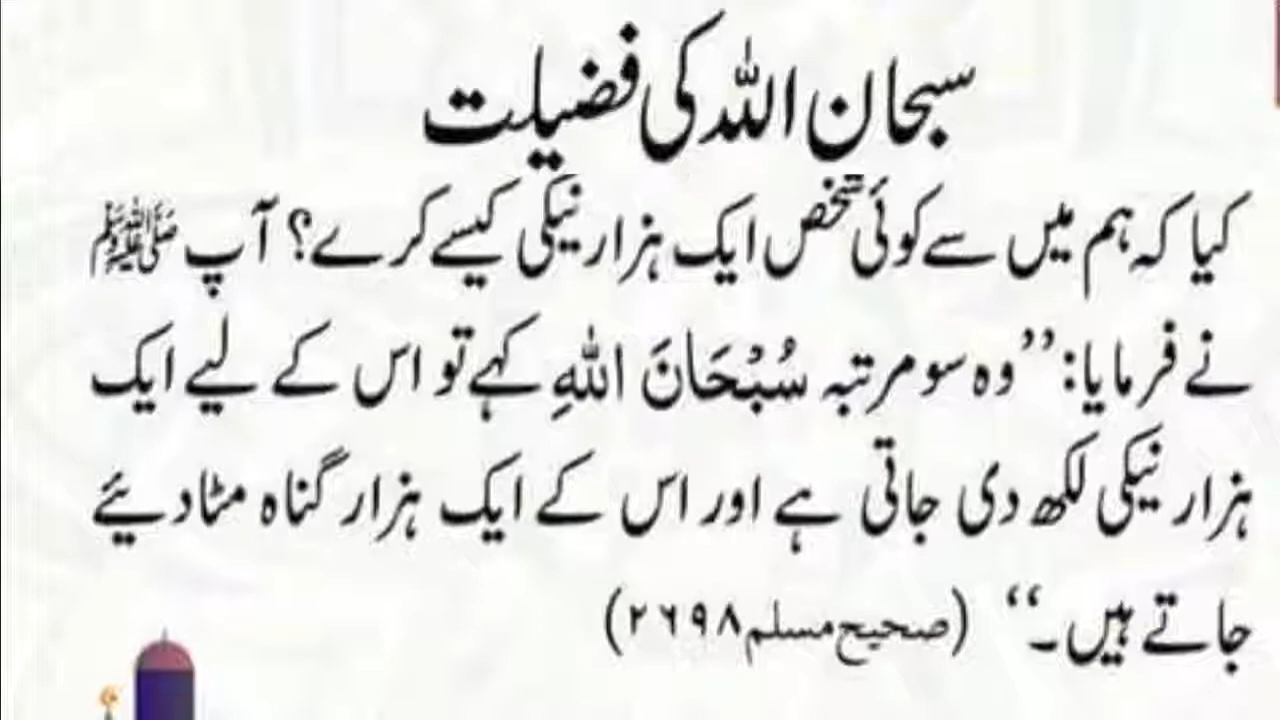 سبحان اللہ کی فضیلت
کیا کہ ہم میں سے کوئی شخص ایک ہزار نیکی کیسے کرے؟ آپ ﷺ
نے فرمایا: ”وہ سو مرتبہ سُبْحَانَ اللهِ کہے تو اس کے لیے ایک
ہزار نیکی لکھ دی جاتی ہے اور اس کے ایک ہزار گناہ مٹا دیئے
جاتے ہیں۔“ (صحیح مسلم ۲۶۹۸)